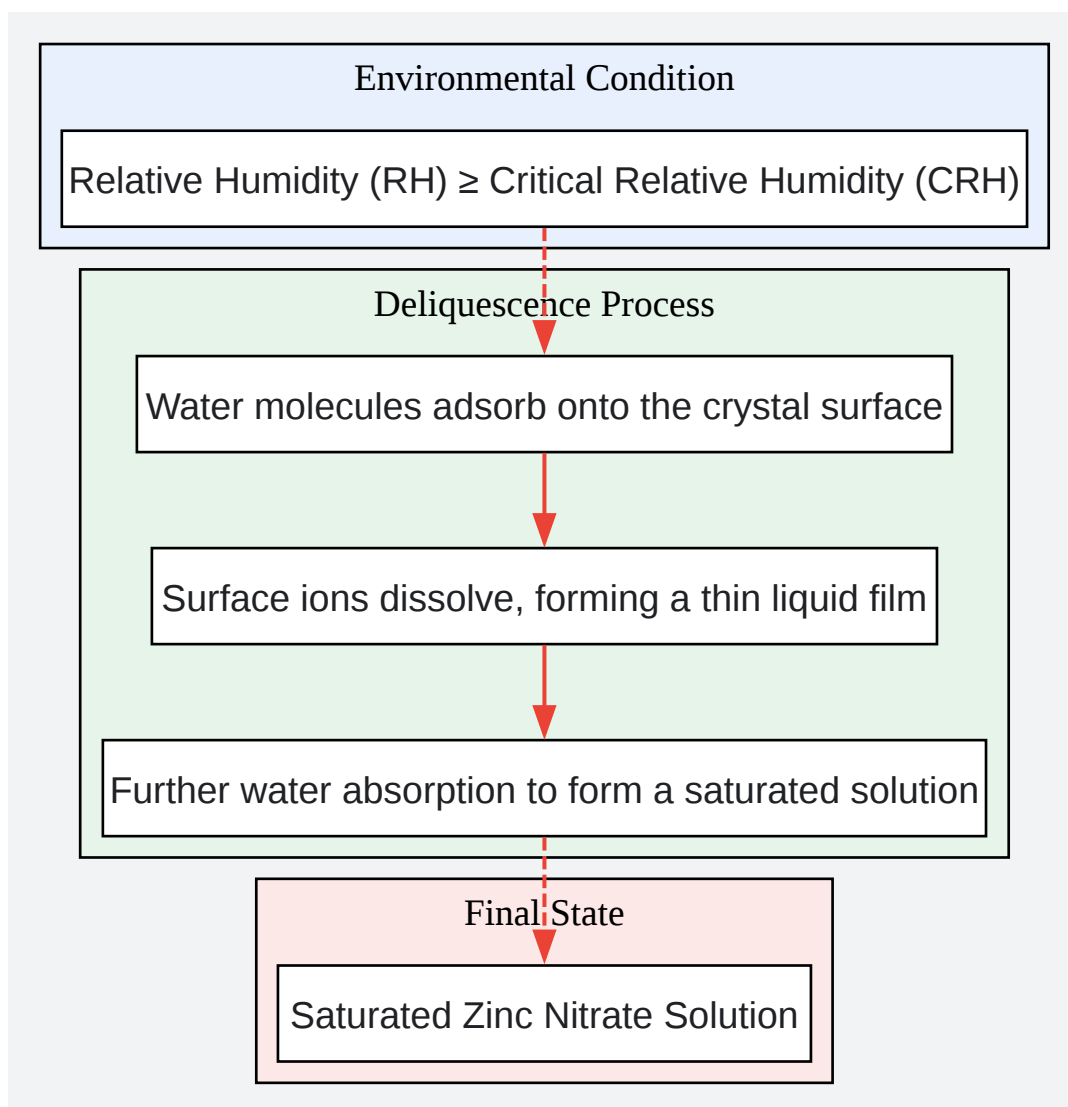 Environmental Condition
Relative Humidity (RH) ≥ Critical Relative Humidity (CRH)
Deliquescence Process
Water molecules adsorb onto the crystal surface
Surface ions dissolve, forming a thin liquid film
Further water absorption to form a saturated solution
Final State
Saturated Zinc Nitrate Solution